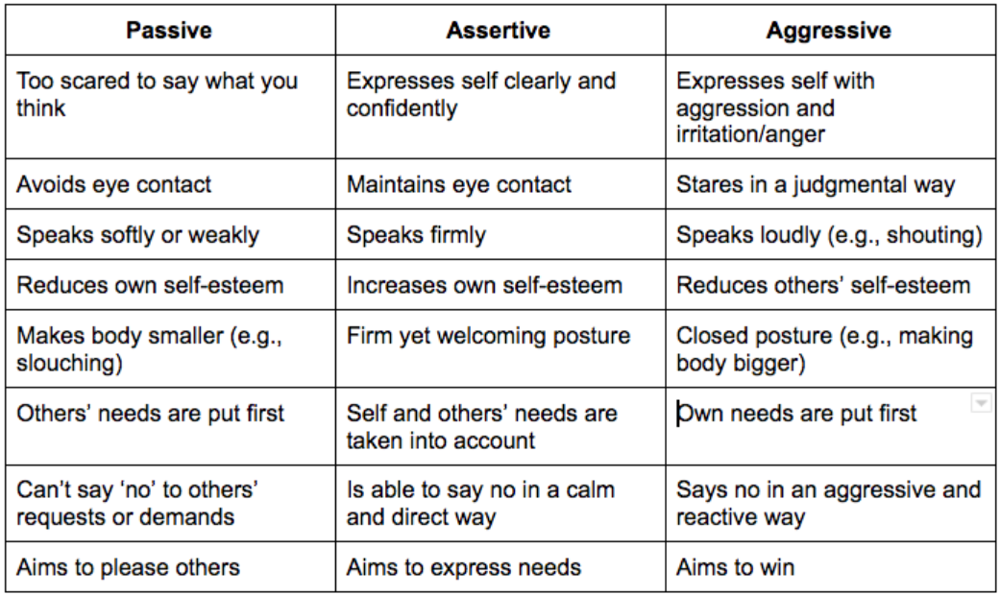 Passive
Assertive
Aggressive
Too scared to say what you
think
Expresses self clearly and
confidently
Expresses self with
aggression and
irritation/anger
Avoids eye contact
Maintains eye contact
Stares in a judgmental way
Speaks softly or weakly
Speaks firmly
Speaks loudly (e.g., shouting)
Reduces own self-esteem
Increases own self-esteem
Reduces others’ self-esteem
Makes body smaller (e.g.,
slouching)
Firm yet welcoming posture
Closed posture (e.g., making
body bigger)
Others’ needs are put first
Self and others’ needs are
taken into account
Own needs are put first
Can’t say ‘no’ to others’
requests or demands
Is able to say no in a calm
and direct way
Says no in an aggressive and
reactive way
Aims to please others
Aims to express needs
Aims to win